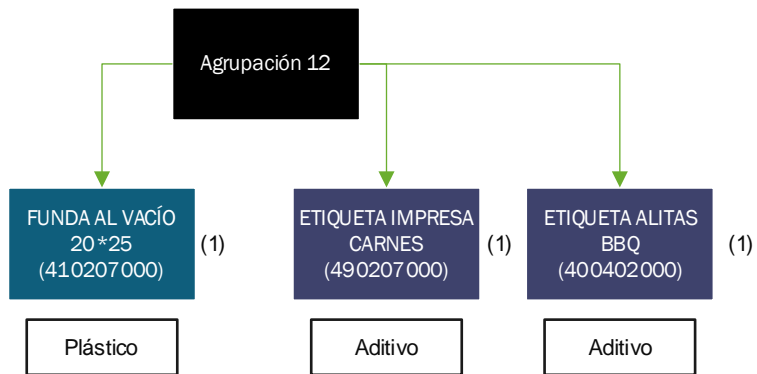 Agrupación 12
FUNDA AL VACÍO
20*25
(410207000)
(1)
ETIQUETA IMPRESA
CARNES
(490207000)
(1)
ETIQUETA ALITAS
BBQ
(400402000)
(1)
Plástico
Aditivo
Aditivo